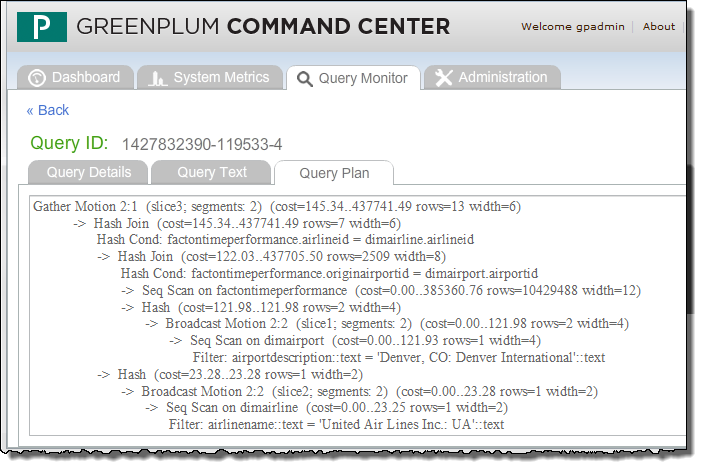 P GREENPLUM COMMAND CENTER Welcome gpadmin About
Dashboard System Metrics Query Monitor Administration
« Back
Query ID: 1427832390-119533-4
Query Details Query Text Query Plan
Gather Motion 2:1 (slice3; segments: 2) (cost=145.34..437741.49 rows=13 width=6)
-> Hash Join (cost=145.34..437741.49 rows=7 width=6)
Hash Cond: factontimeperformance.airlineid = dimairline.airlineid
-> Hash Join (cost=122.03..437705.50 rows=2509 width=8)
Hash Cond: factontimeperformance.originairportid = dimairport.airportid
-> Seq Scan on factontimeperformance (cost=0.00..385360.76 rows=10429488 width=12)
-> Hash (cost=121.98..121.98 rows=2 width=4)
-> Broadcast Motion 2:2 (slice1; segments: 2) (cost=0.00..121.98 rows=2 width=4)
-> Seq Scan on dimairport (cost=0.00..121.93 rows=1 width=4)
Filter: airportdescription::text = 'Denver, CO: Denver International'::text
-> Hash (cost=23.28..23.28 rows=1 width=2)
-> Broadcast Motion 2:2 (slice2; segments: 2) (cost=0.00..23.28 rows=1 width=2)
-> Seq Scan on dimairline (cost=0.00..23.25 rows=1 width=2)
Filter: airlinename::text = 'United Air Lines Inc.: UA'::text